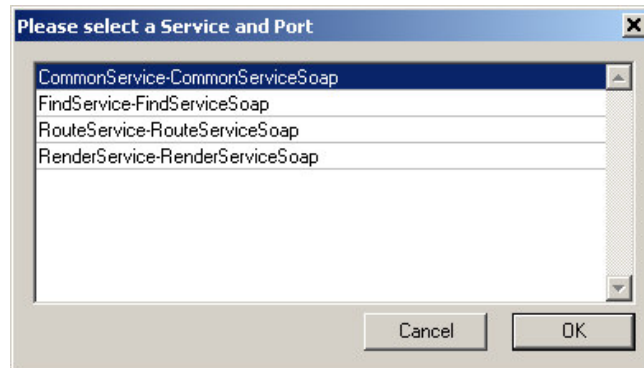 Please select a Service and Port
CommonService-CommonServiceSoap
FindService-FindServiceSoap
RouteService-RouteServiceSoap
RenderService-RenderServiceSoap
Cancel OK